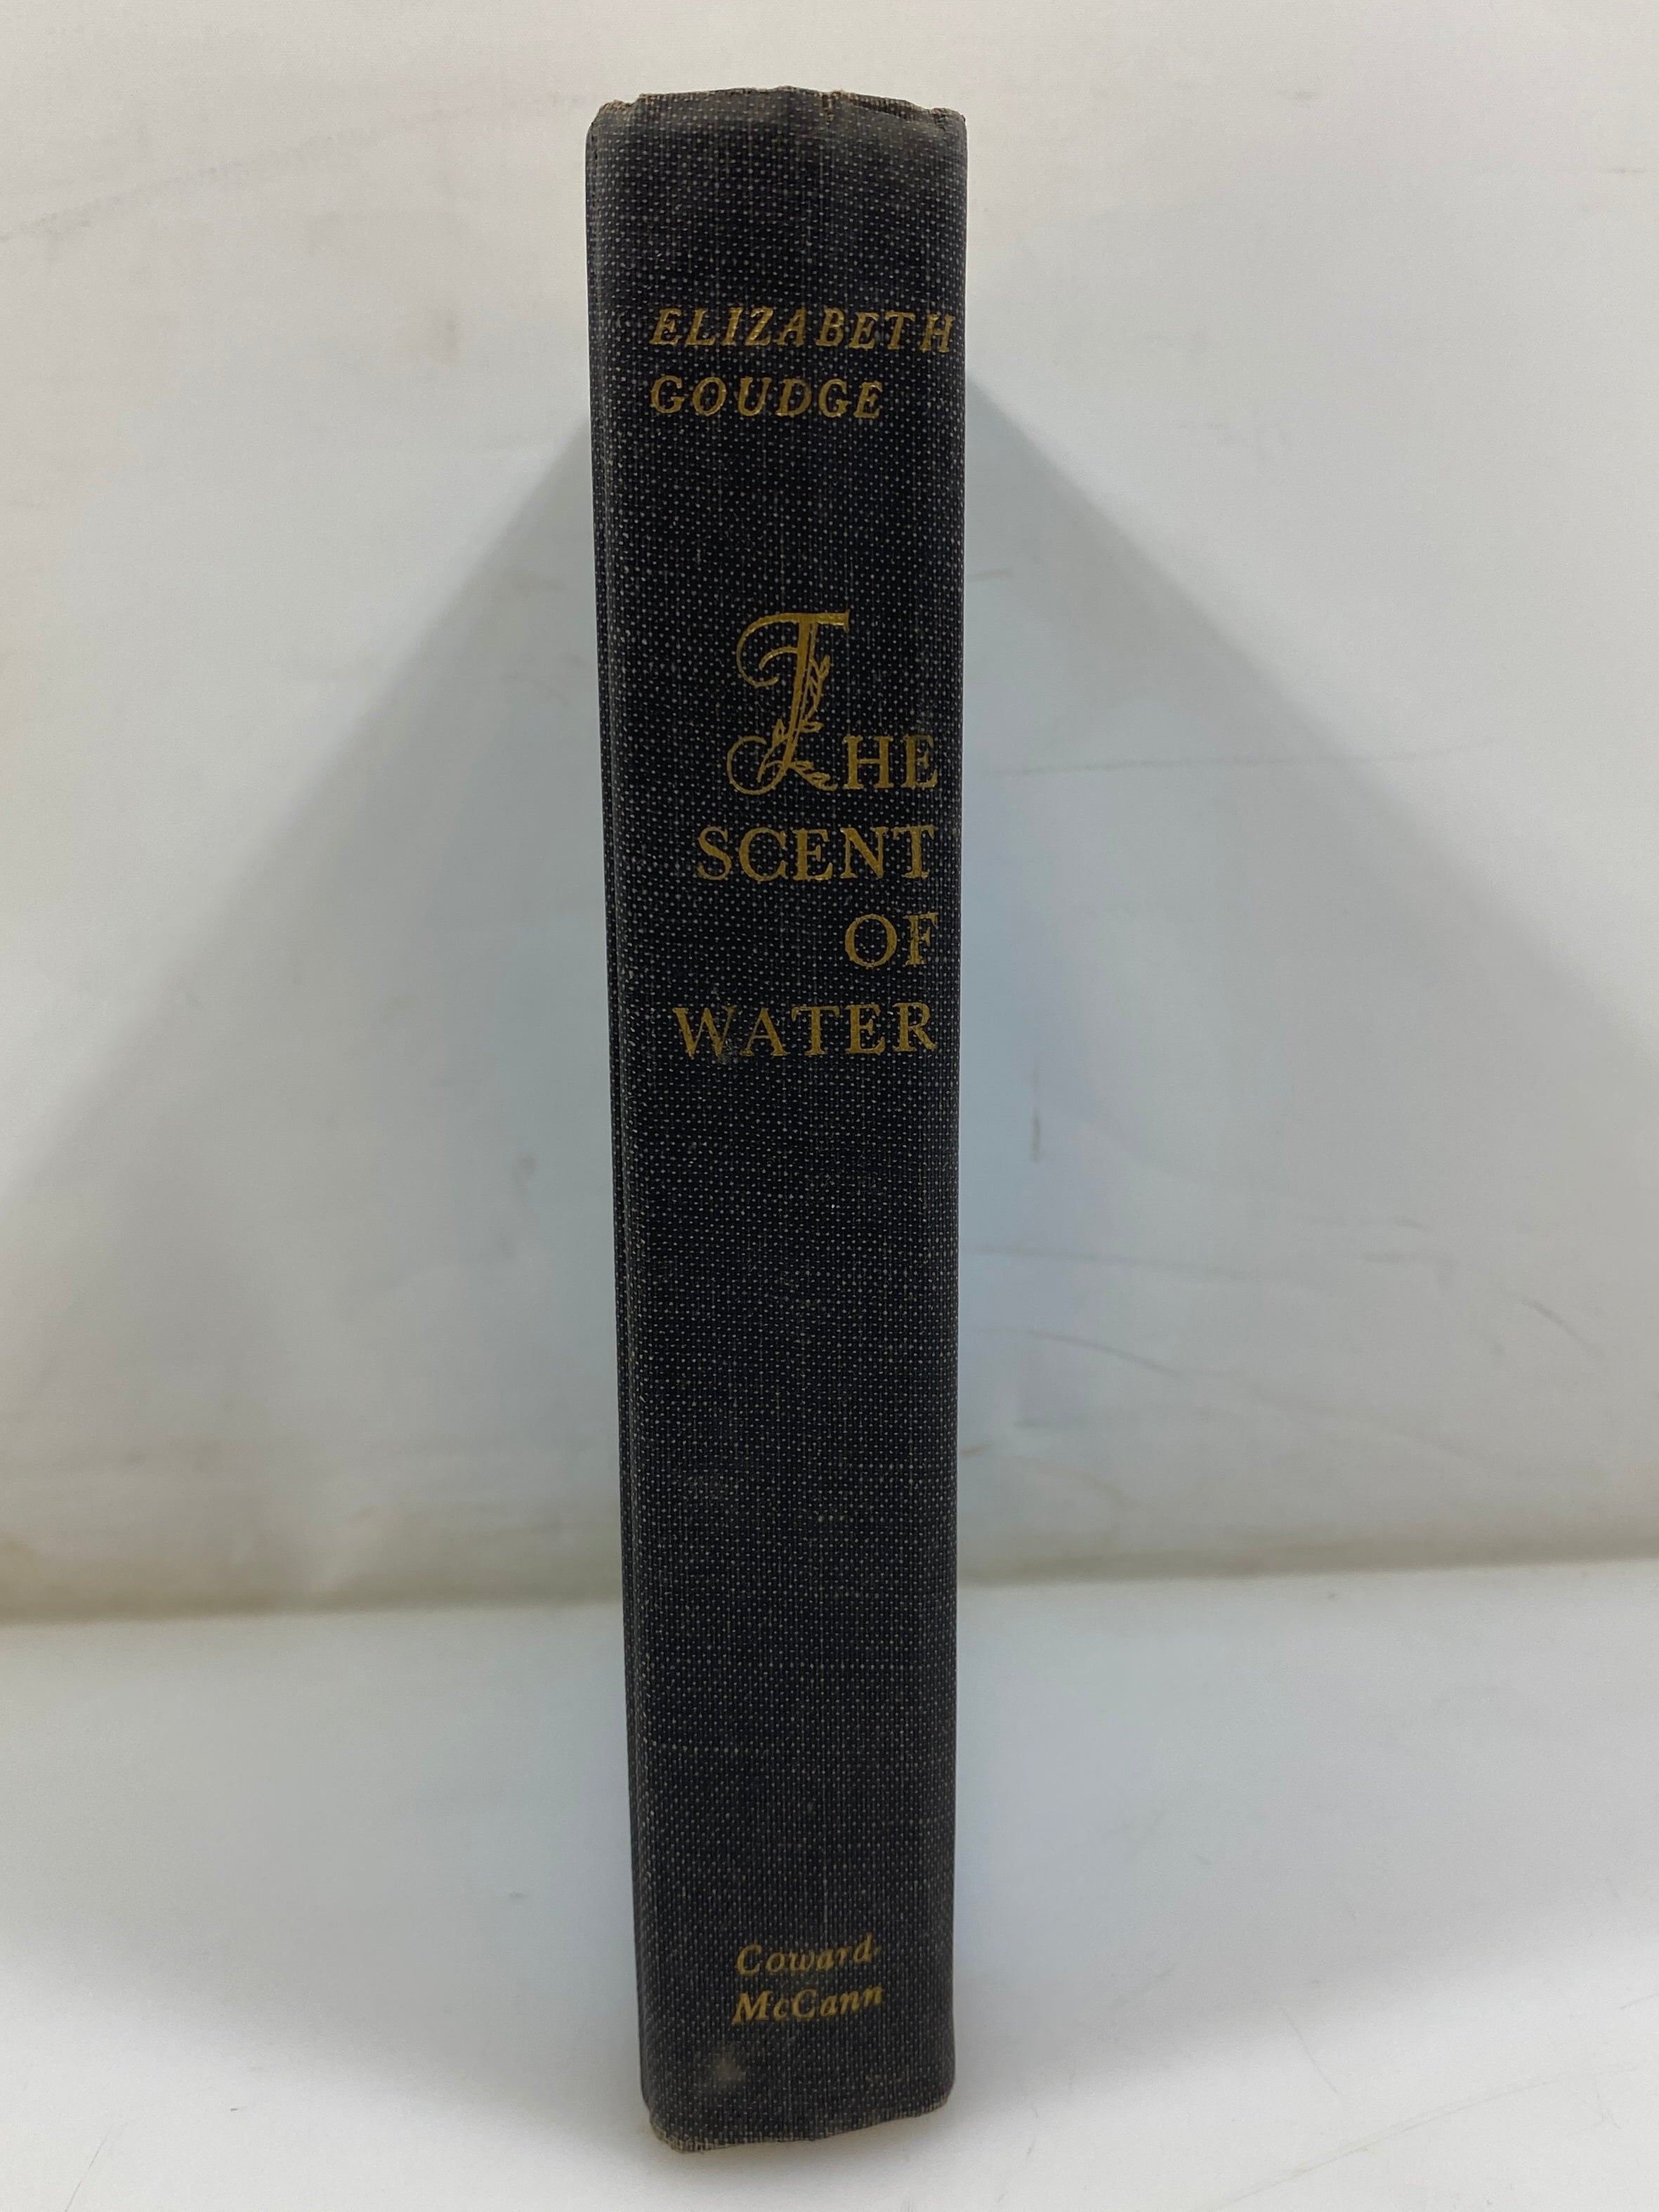 ELIZABETH
GOUDGE
THE
SCENT
OF
WATER
Coward-
McCann